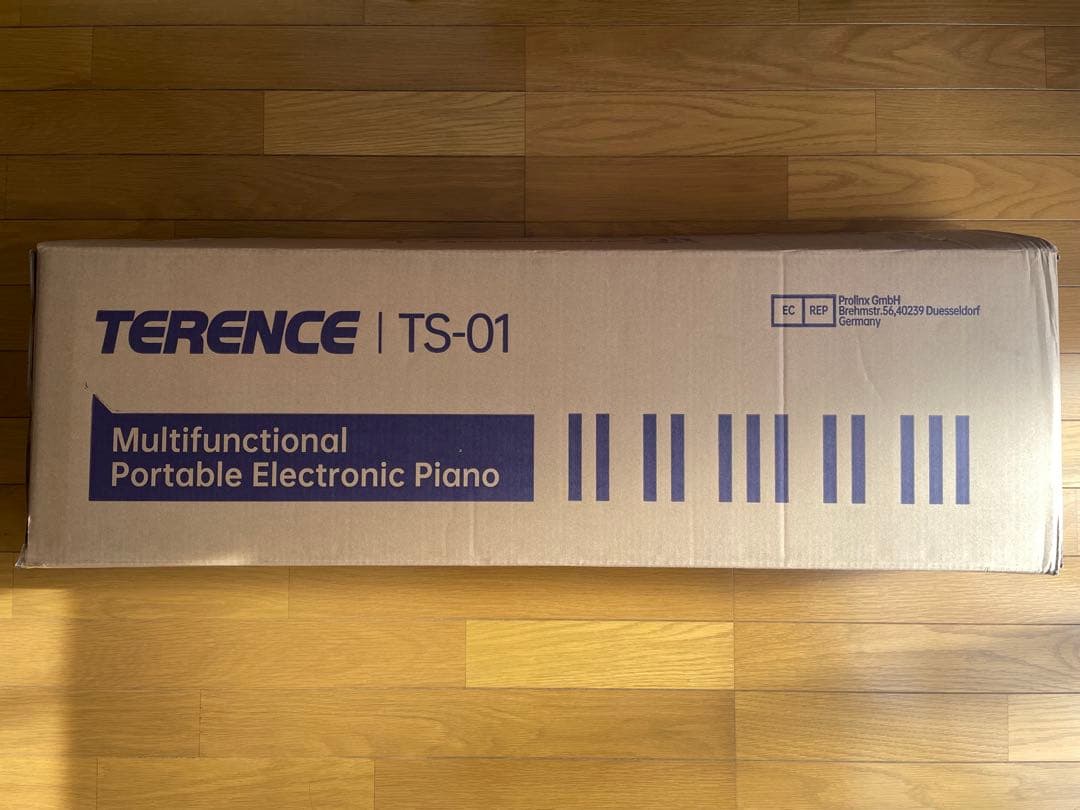 TERENCE | TS-01
EC REP
Prolinx GmbH
Brehmstr.56,40239 Duesseldorf
Germany
Multifunctional
Portable Electronic Piano